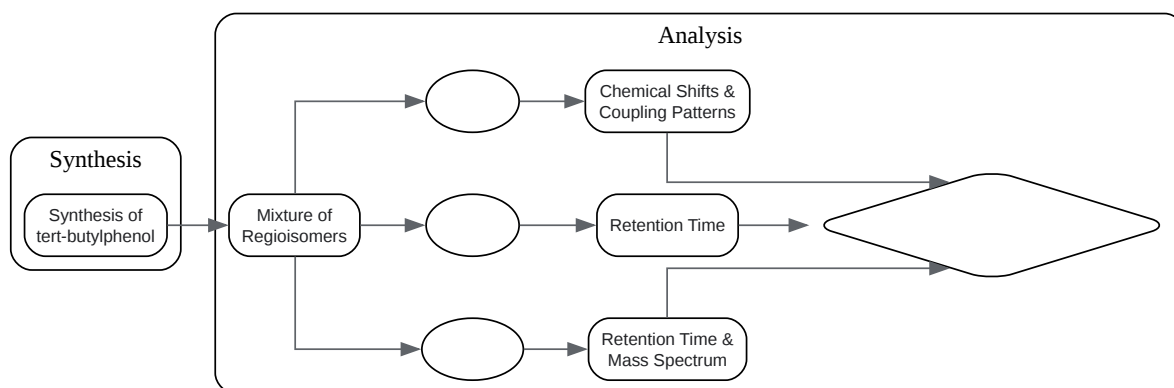 Analysis
Synthesis
Synthesis of
tert-butylphenol
Mixture of
Regioisomers
Chemical Shifts &
Coupling Patterns
Retention Time
Retention Time &
Mass Spectrum